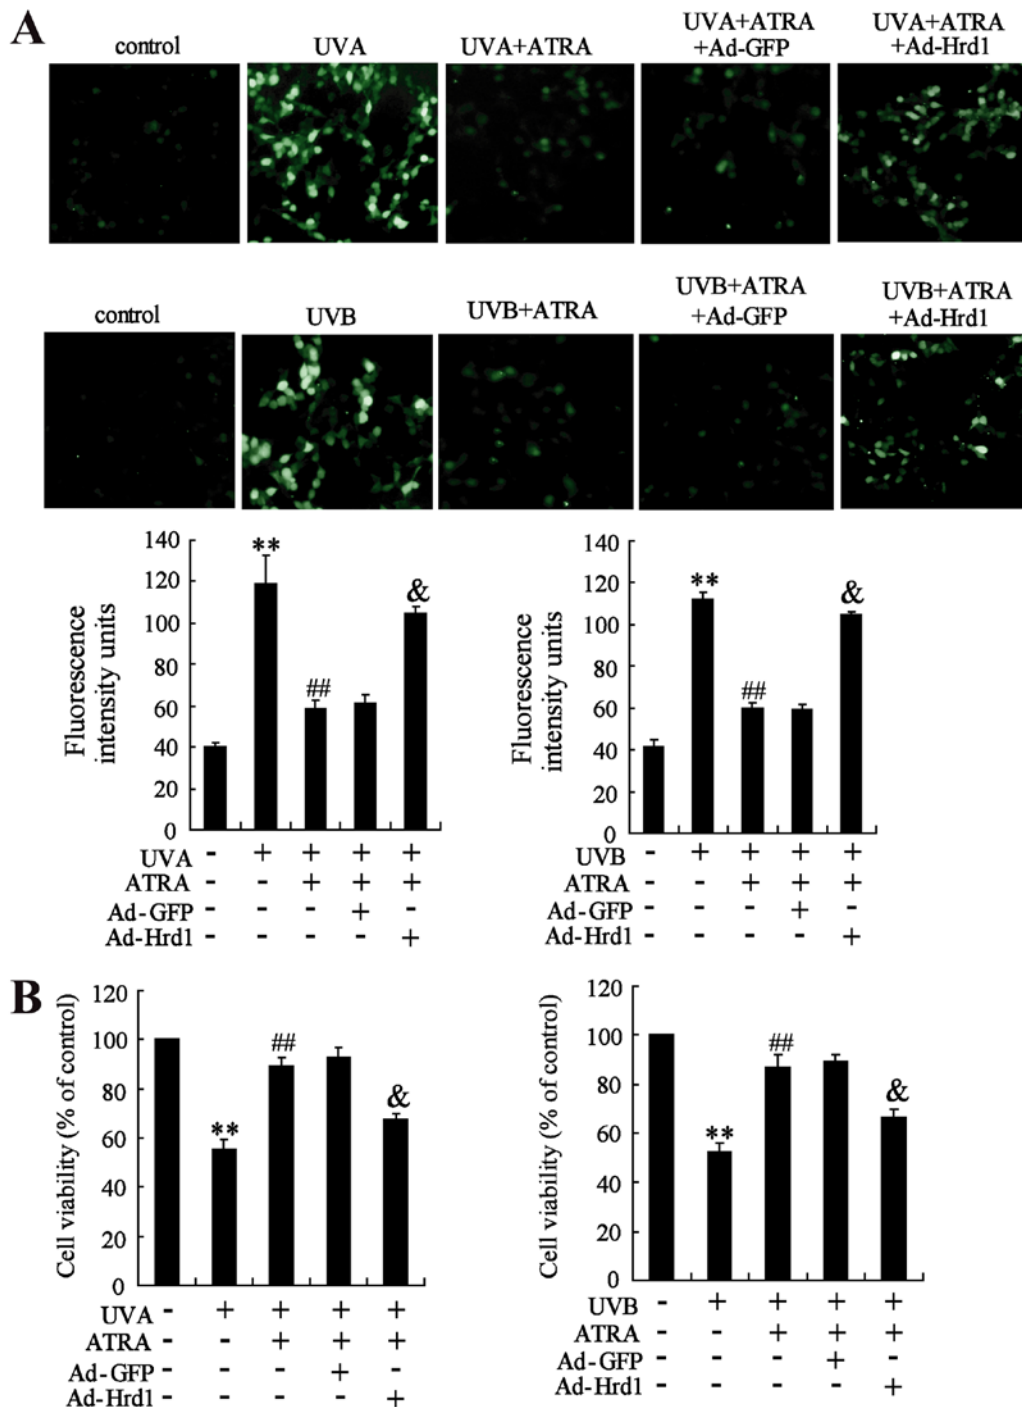 A
control
UVA
UVA+ATRA
UVA+ATRA
+Ad-GFP
UVA+ATRA
+Ad-Hrd1
control
UVB
UVB+ATRA
UVB+ATRA
+Ad-GFP
UVB+ATRA
+Ad-Hrd1
Fluorescence
intensity units
140
120
100
80
60
40
20
0
**
##
&
UVA - + + + +
ATRA - - + + +
Ad-GFP - - - + -
Ad-Hrd1 - - - - +
Fluorescence
intensity units
140
120
100
80
60
40
20
0
**
##
&
UVB - + + + +
ATRA - - + + +
Ad-GFP - - - + -
Ad-Hrd1 - - - - +
B
Cell viability (% of control)
120
100
80
60
40
20
0
**
##
&
UVA - + + + +
ATRA - - + + +
Ad-GFP - - - + -
Ad-Hrd1 - - - - +
Cell viability (% of control)
120
100
80
60
40
20
0
**
##
&
UVB - + + + +
ATRA - - + + +
Ad-GFP - - - + -
Ad-Hrd1 - - - - +